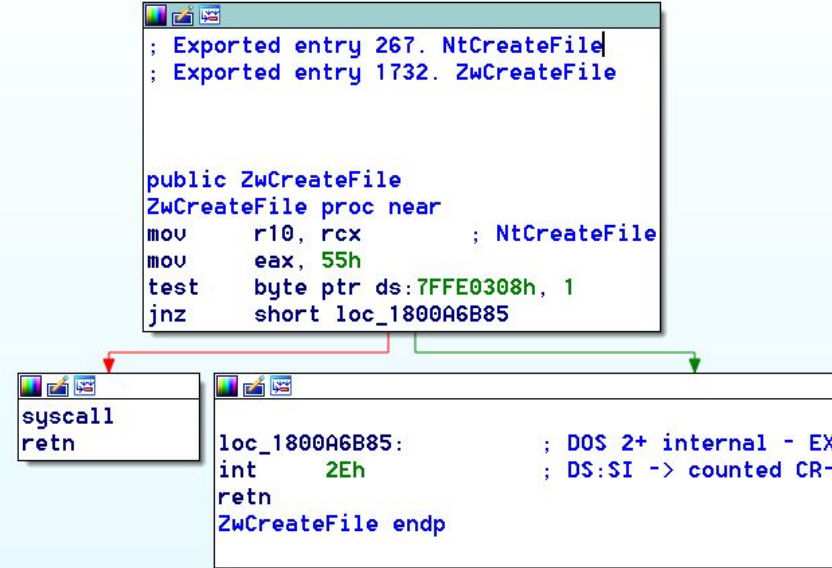 ; Exported entry 267. NtCreateFile
; Exported entry 1732. ZwCreateFile
public ZwCreateFile
ZwCreateFile proc near
mov r10, rcx ; NtCreateFile
mov eax, 55h
test byte ptr ds:7FFE0308h, 1
jnz short loc_1800A6B85
syscall
retn
loc_1800A6B85: ; DOS 2+ internal - EX
int 2Eh ; DS:SI -> counted CR-
retn
ZwCreateFile endp